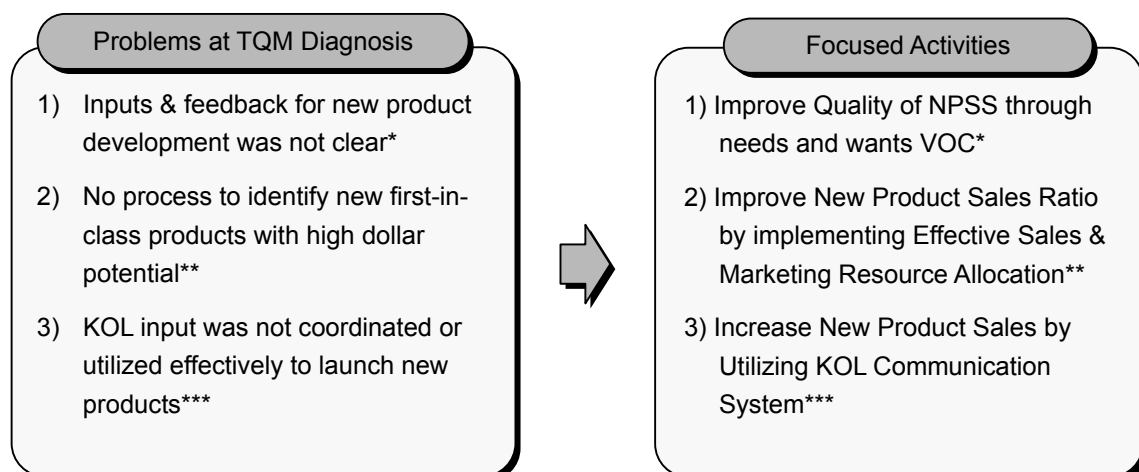 Problems at TQM Diagnosis
1) Inputs & feedback for new product
development was not clear*
2) No process to identify new first-in-
class products with high dollar
potential**
3) KOL input was not coordinated or
utilized effectively to launch new
products***
Focused Activities
1) Improve Quality of NPSS through
needs and wants VOC*
2) Improve New Product Sales Ratio
by implementing Effective Sales &
Marketing Resource Allocation**
3) Increase New Product Sales by
Utilizing KOL Communication
System***